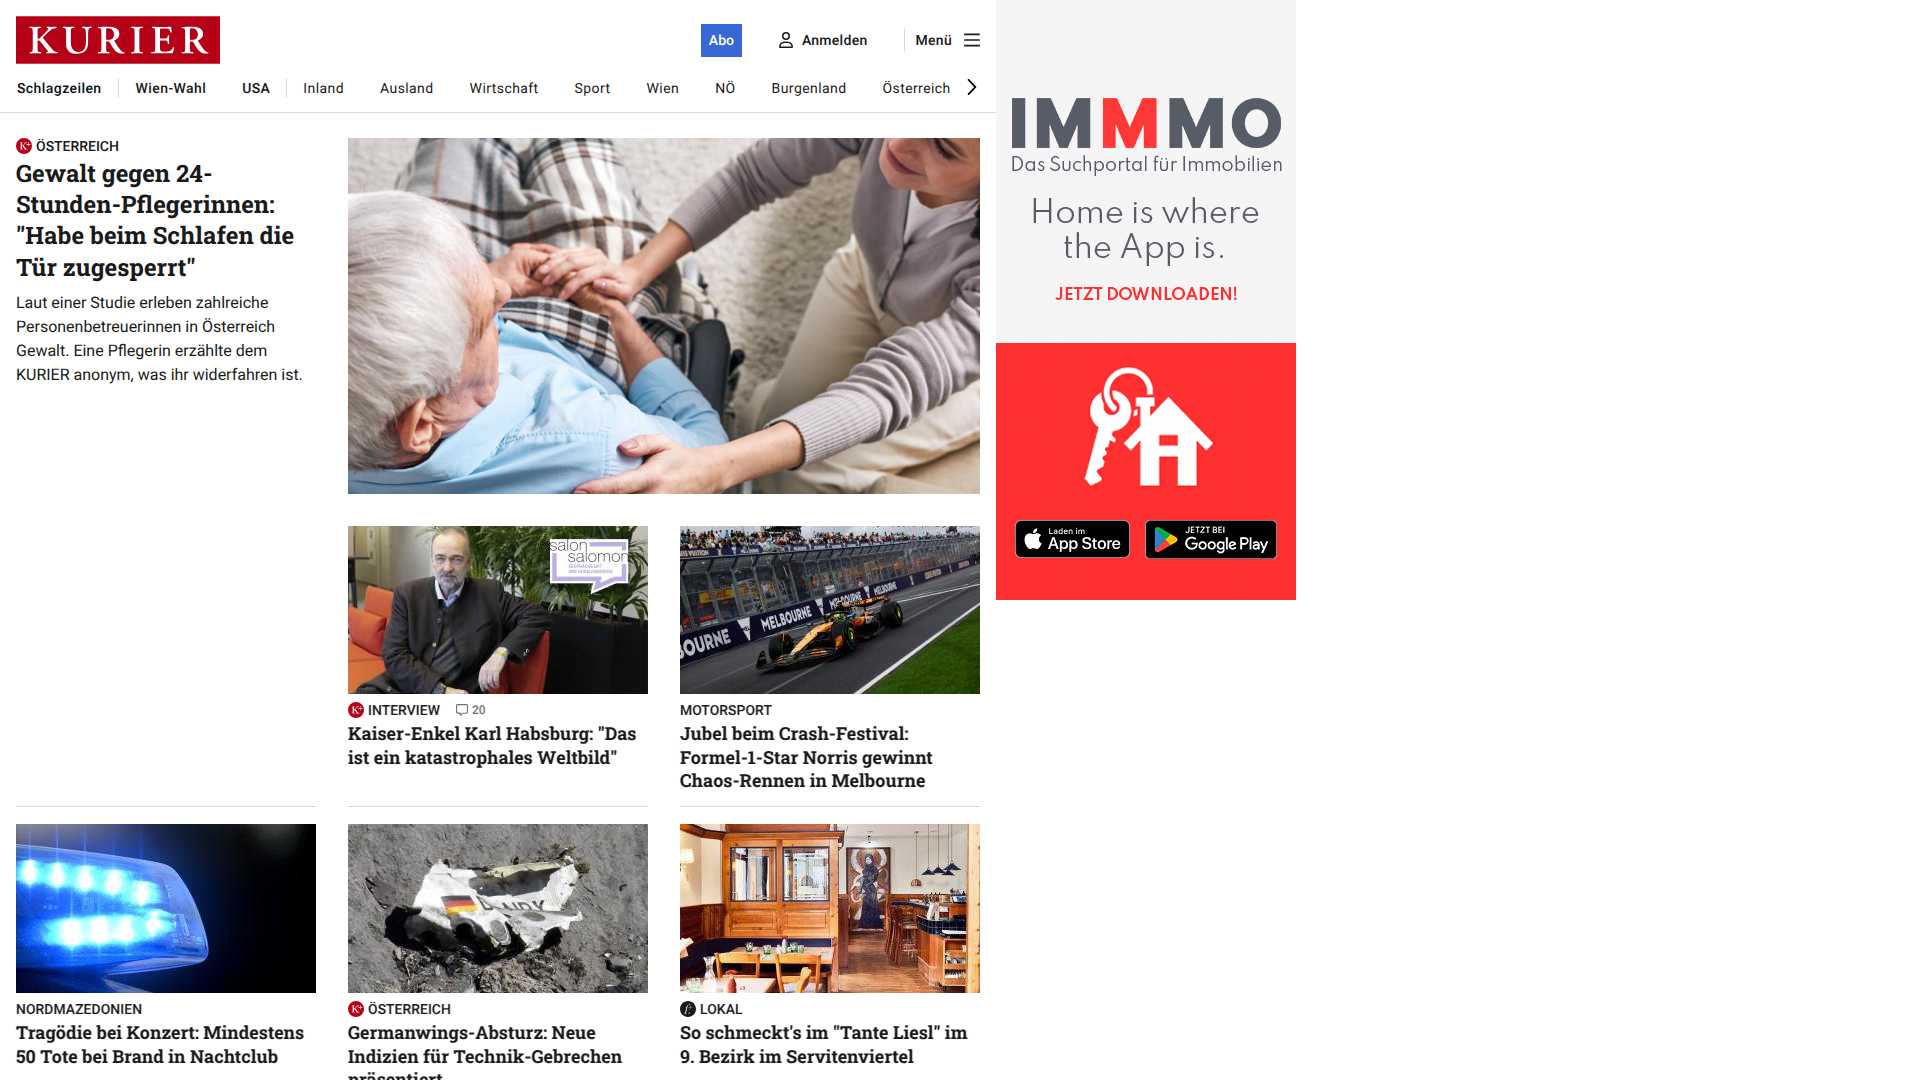 KURIER
Abo
Anmelden
Menü
Schlagzeilen
Wien-Wahl
USA
Inland
Ausland
Wirtschaft
Sport
Wien
NÖ
Burgenland
Österreich
K+ ÖSTERREICH
Gewalt gegen 24-
Stunden-Pflegerinnen:
"Habe beim Schlafen die
Tür zugesperrt"
Laut einer Studie erleben zahlreiche
Personenbetreuerinnen in Österreich
Gewalt. Eine Pflegerin erzählte dem
KURIER anonym, was ihr widerfahren ist.
salon
salomon
K+ INTERVIEW 20
Kaiser-Enkel Karl Habsburg: "Das
ist ein katastrophales Weltbild"
BOURNE
MELBOURNE
MELBOURNE
MOTORSPORT
Jubel beim Crash-Festival:
Formel-1-Star Norris gewinnt
Chaos-Rennen in Melbourne
NORDMAZEDONIEN
Tragödie bei Konzert: Mindestens
50 Tote bei Brand in Nachtclub
K+ ÖSTERREICH
Germanwings-Absturz: Neue
Indizien für Technik-Gebrechen
präsentiert
LOKAL
So schmeckt's im "Tante Liesl" im
9. Bezirk im Servitenviertel
IMMMO
Das Suchportal für Immobilien
Home is where
the App is.
JETZT DOWNLOADEN!
Laden im
App Store
JETZT BEI
Google Play